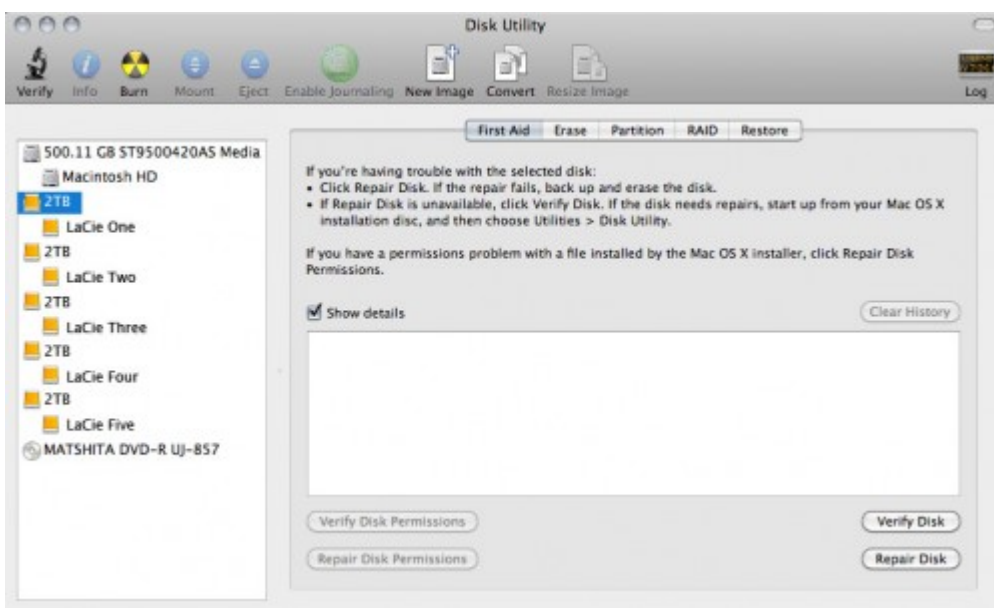 Disk Utility
Verify Info Burn Mount Eject Enable Journaling New Image Convert Resize Image Log
First Aid Erase Partition RAID Restore
500.11 GB ST9500420AS Media
Macintosh HD
2TB
LaCie One
2TB
LaCie Two
2TB
LaCie Three
2TB
LaCie Four
2TB
LaCie Five
MATSHITA DVD-R UJ-857
If you're having trouble with the selected disk:
• Click Repair Disk. If the repair fails, back up and erase the disk.
• If Repair Disk is unavailable, click Verify Disk. If the disk needs repairs, start up from your Mac OS X
installation disc, and then choose Utilities > Disk Utility.
If you have a permissions problem with a file installed by the Mac OS X installer, click Repair Disk
Permissions.
Show details Clear History
Verify Disk Permissions Verify Disk
Repair Disk Permissions Repair Disk